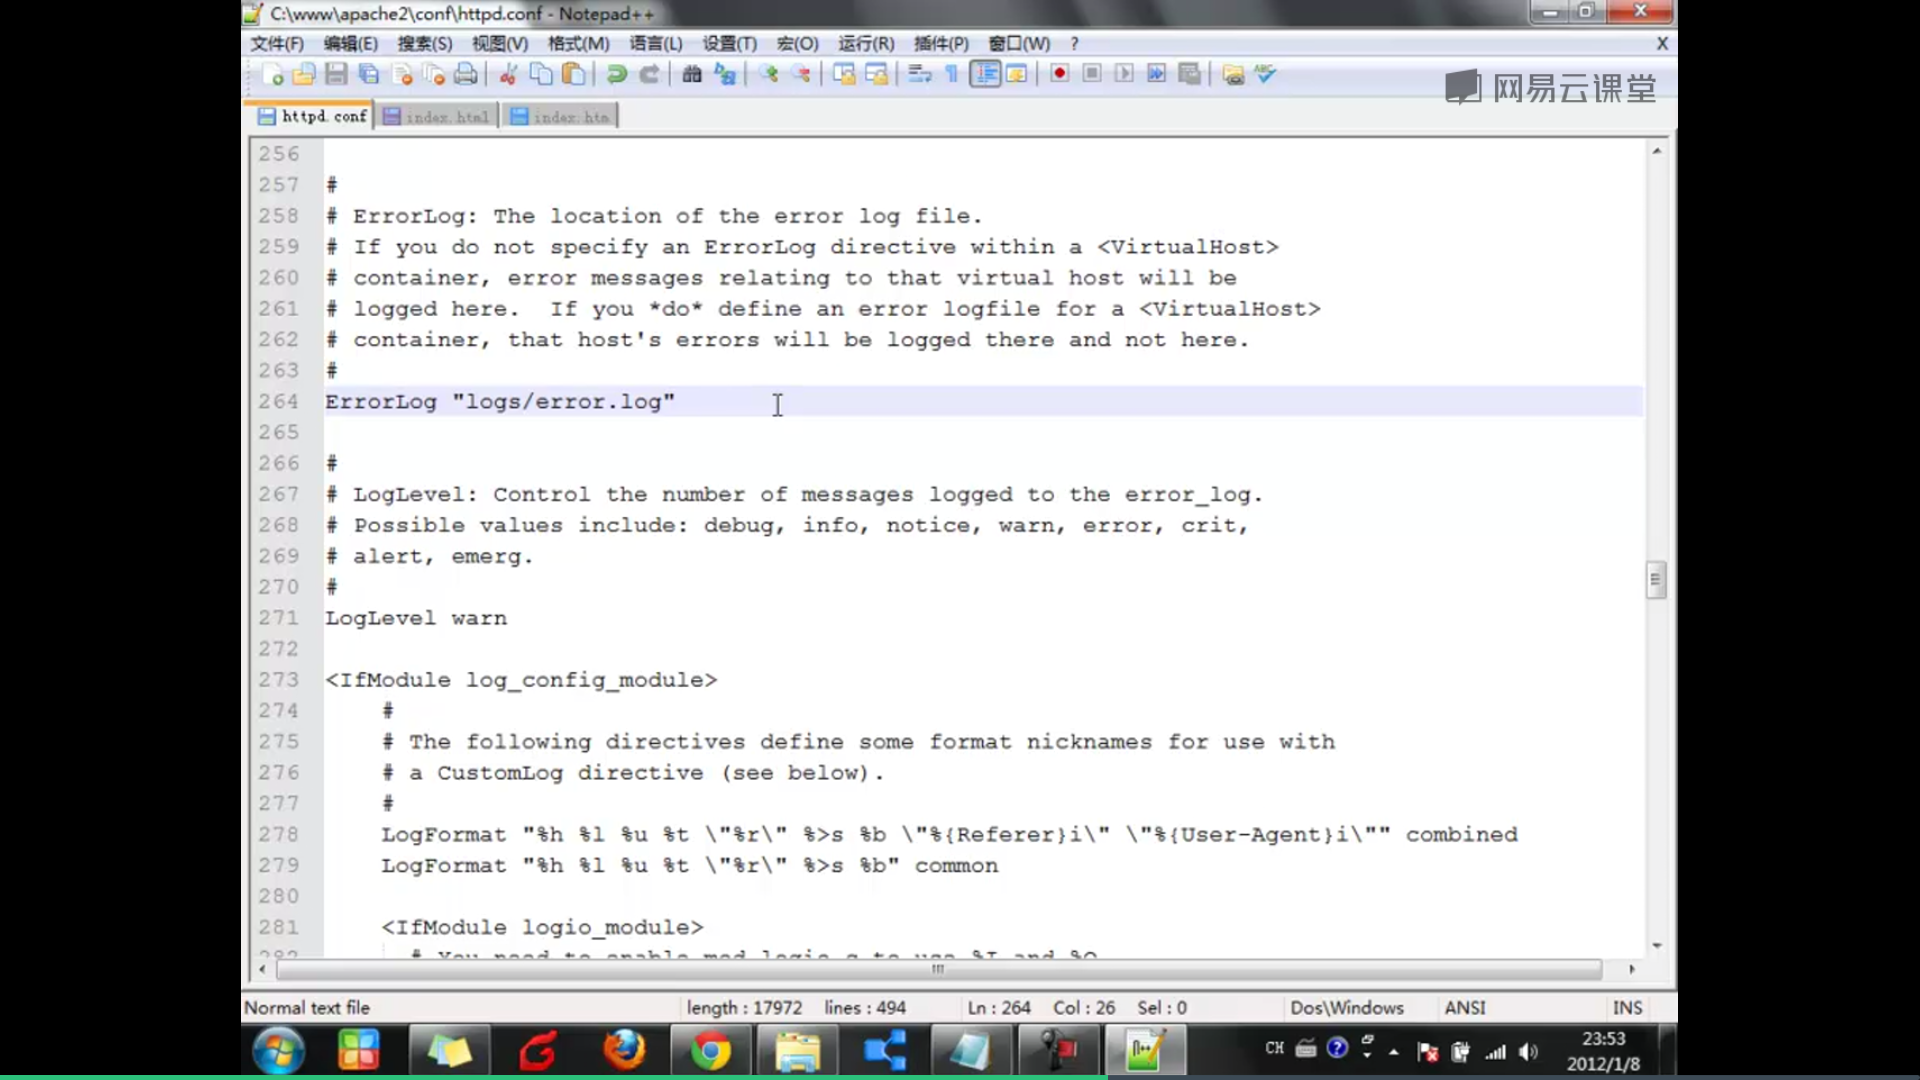 C:\www\apache2\conf\httpd.conf - Notepad++
文件(F) 编辑(E) 搜索(S) 视图(V) 格式(M) 语言(L) 设置(T) 宏(O) 运行(R) 插件(P) 窗口(W) ? X
网易云课堂
httpd.conf index.html index.htm
256
257 #
258 # ErrorLog: The location of the error log file.
259 # If you do not specify an ErrorLog directive within a <VirtualHost>
260 # container, error messages relating to that virtual host will be
261 # logged here.  If you *do* define an error logfile for a <VirtualHost>
262 # container, that host's errors will be logged there and not here.
263 #
264 ErrorLog "logs/error.log"
265
266 #
267 # LogLevel: Control the number of messages logged to the error_log.
268 # Possible values include: debug, info, notice, warn, error, crit,
269 # alert, emerg.
270 #
271 LogLevel warn
272
273 <IfModule log_config_module>
274     #
275     # The following directives define some format nicknames for use with
276     # a CustomLog directive (see below).
277     #
278     LogFormat "%h %l %u %t \"%r\" %>s %b \"%{Referer}i\" \"%{User-Agent}i\"" combined
279     LogFormat "%h %l %u %t \"%r\" %>s %b" common
280
281     <IfModule logio_module>
282       # You need to enable mod_logio.c to use %I and %O
Normal text file length : 17972 lines : 494 Ln : 264 Col : 26 Sel : 0 Dos\Windows ANSI INS
CH 23:53
2012/1/8